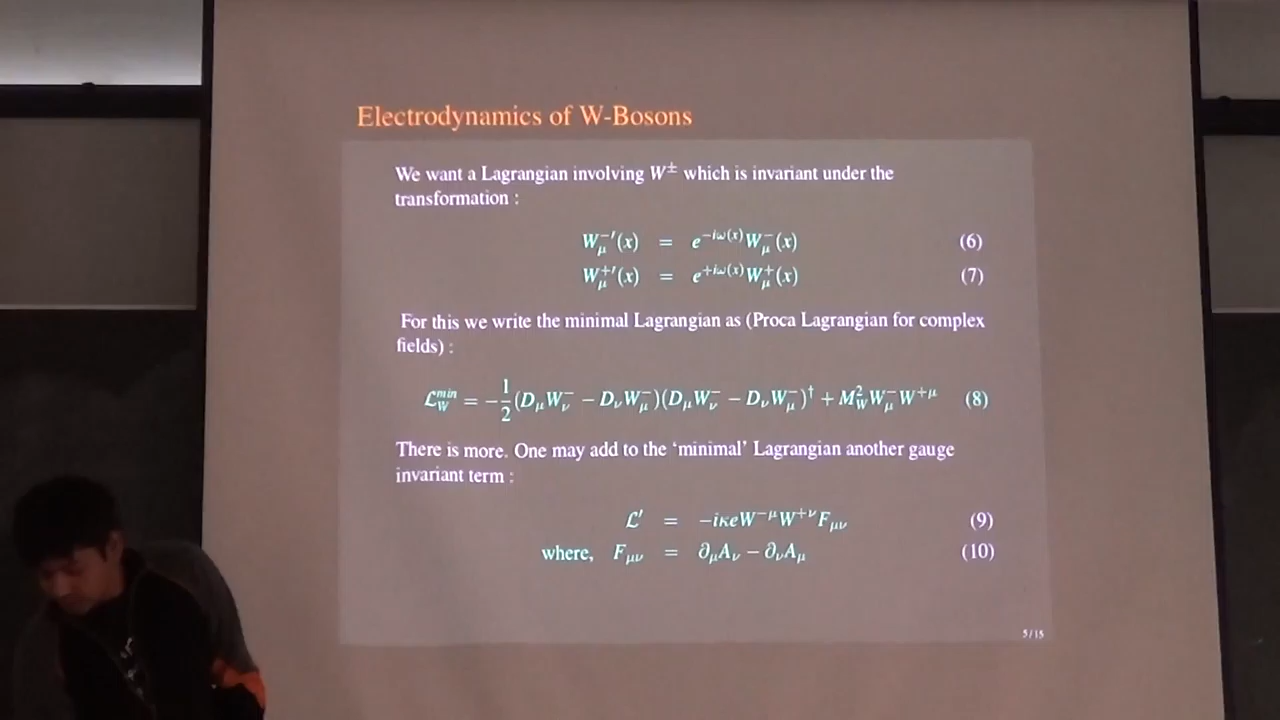 Electrodynamics of W-Bosons
We want a Lagrangian involving W± which is invariant under the
transformation :
W_μ^−′(x) = e^{−iω(x)} W_μ^−(x) (6)
W_μ^+′(x) = e^{+iω(x)} W_μ^+(x) (7)
For this we write the minimal Lagrangian as (Proca Lagrangian for complex
fields) :
ℒ_W^{min} = −1/2 (D_μ W_ν^− − D_ν W_μ^−)(D_μ W_ν^− − D_ν W_μ^−)^† + M_W^2 W_μ^− W^{+μ} (8)
There is more. One may add to the ‘minimal’ Lagrangian another gauge
invariant term :
ℒ′ = −iκeW^{−μ} W^{+ν} F_{μν} (9)
where, F_{μν} = ∂_μ A_ν − ∂_ν A_μ (10)
5/15